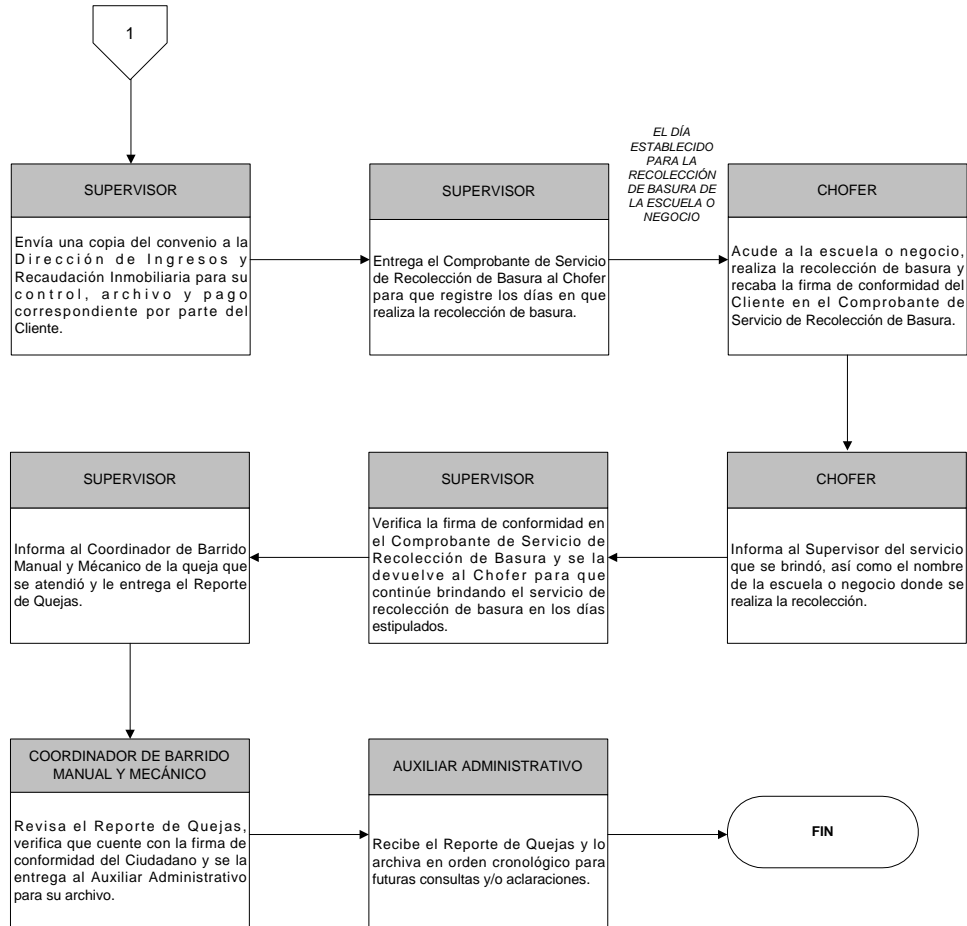 1
SUPERVISOR
Envía una copia del convenio a la
Dirección de Ingresos y
Recaudación Inmobiliaria para su
control, archivo y pago
correspondiente por parte del
Cliente.
SUPERVISOR
Entrega el Comprobante de Servicio
de Recolección de Basura al Chofer
para que registre los días en que
realiza la recolección de basura.
EL DÍA
ESTABLECIDO
PARA LA
RECOLECCIÓN
DE BASURA DE
LA ESCUELA O
NEGOCIO
CHOFER
Acude a la escuela o negocio,
realiza la recolección de basura y
recaba la firma de conformidad del
Cliente en el Comprobante de
Servicio de Recolección de Basura.
CHOFER
Informa al Supervisor del servicio
que se brindó, así como el nombre
de la escuela o negocio donde se
realiza la recolección.
SUPERVISOR
Verifica la firma de conformidad en
el Comprobante de Servicio de
Recolección de Basura y se la
devuelve al Chofer para que
continúe brindando el servicio de
recolección de basura en los días
estipulados.
SUPERVISOR
Informa al Coordinador de Barrido
Manual y Mécanico de la queja que
se atendió y le entrega el Reporte
de Quejas.
COORDINADOR DE BARRIDO
MANUAL Y MECÁNICO
Revisa el Reporte de Quejas,
verifica que cuente con la firma de
conformidad del Ciudadano y se la
entrega al Auxiliar Administrativo
para su archivo.
AUXILIAR ADMINISTRATIVO
Recibe el Reporte de Quejas y lo
archiva en orden cronológico para
futuras consultas y/o aclaraciones.
FIN